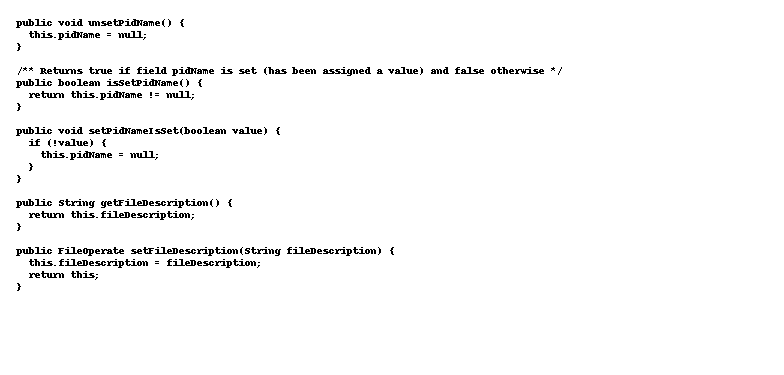 public void unsetPidName() {
  this.pidName = null;
}

/** Returns true if field pidName is set (has been assigned a value) and false otherwise */
public boolean isSetPidName() {
  return this.pidName != null;
}

public void setPidNameIsSet(boolean value) {
  if (!value) {
    this.pidName = null;
  }
}

public String getFileDescription() {
  return this.fileDescription;
}

public FileOperate setFileDescription(String fileDescription) {
  this.fileDescription = fileDescription;
  return this;
}